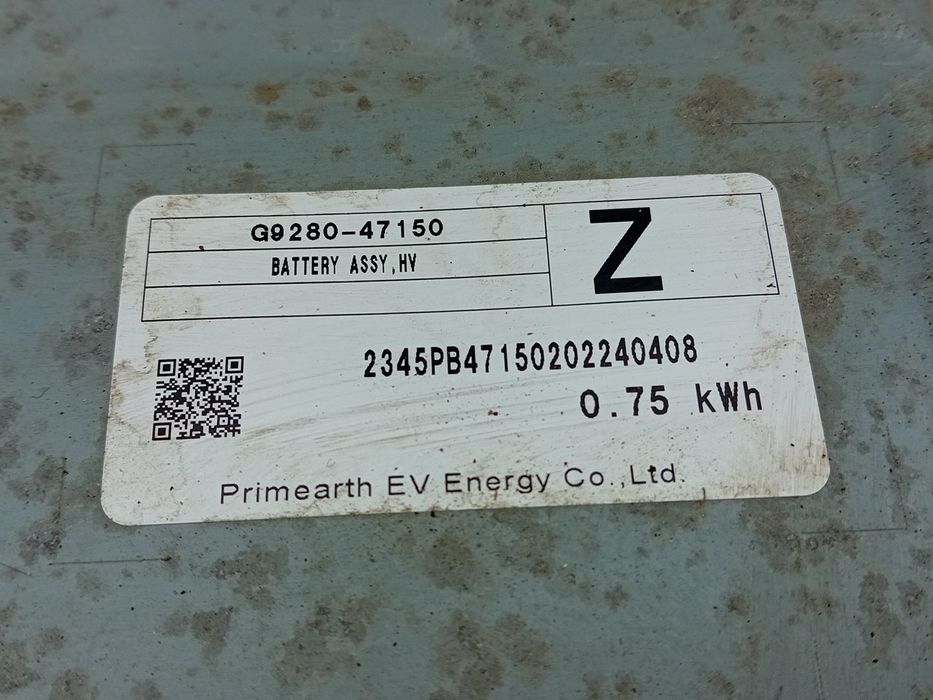 G9280-47150
BATTERY ASSY,HV
Z
2345PB47150202240408
0.75 kWh
Primearth EV Energy Co.,Ltd.